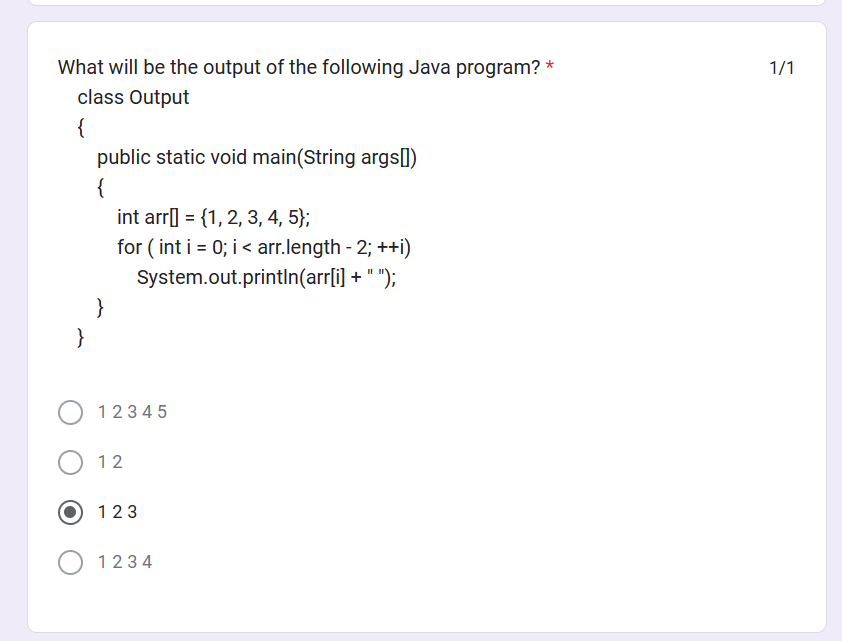 What will be the output of the following Java program? * 1/1
class Output
{
public static void main(String args[])
{
int arr[] = {1, 2, 3, 4, 5};
for ( int i = 0; i < arr.length - 2; ++i)
System.out.println(arr[i] + " ");
}
}
1 2 3 4 5
1 2
1 2 3
1 2 3 4